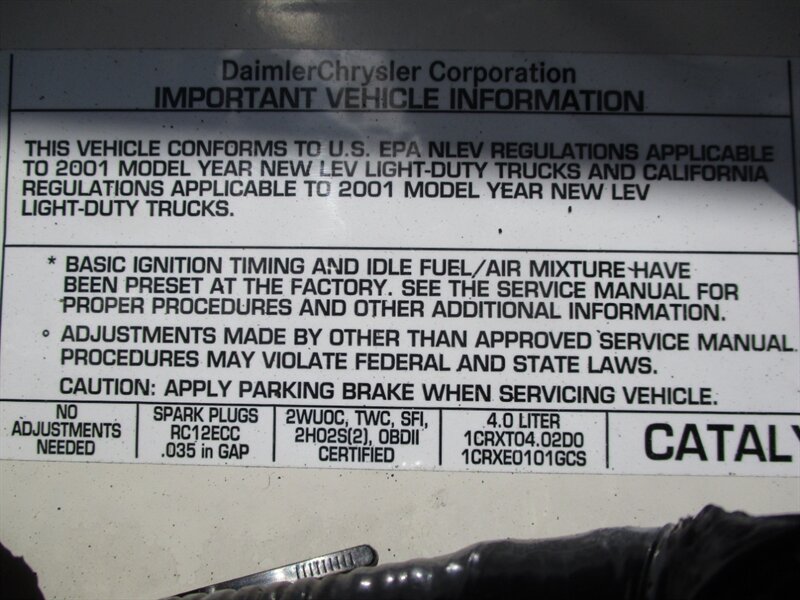 DaimlerChrysler Corporation
IMPORTANT VEHICLE INFORMATION
THIS VEHICLE CONFORMS TO U.S. EPA NLEV REGULATIONS APPLICABLE
TO 2001 MODEL YEAR NEW LEV LIGHT-DUTY TRUCKS AND CALIFORNIA
REGULATIONS APPLICABLE TO 2001 MODEL YEAR NEW LEV
LIGHT-DUTY TRUCKS.
* BASIC IGNITION TIMING AND IDLE FUEL/AIR MIXTURE HAVE
BEEN PRESET AT THE FACTORY. SEE THE SERVICE MANUAL FOR
PROPER PROCEDURES AND OTHER ADDITIONAL INFORMATION.
° ADJUSTMENTS MADE BY OTHER THAN APPROVED SERVICE MANUAL
PROCEDURES MAY VIOLATE FEDERAL AND STATE LAWS.
CAUTION: APPLY PARKING BRAKE WHEN SERVICING VEHICLE.
NO
ADJUSTMENTS
NEEDED
SPARK PLUGS
RC12ECC
.035 in GAP
2WUOC, TWC, SFI,
2HO2S(2), OBDII
CERTIFIED
4.0 LITER
1CRXT04.02D0
1CRXE0101GCS
CATALY